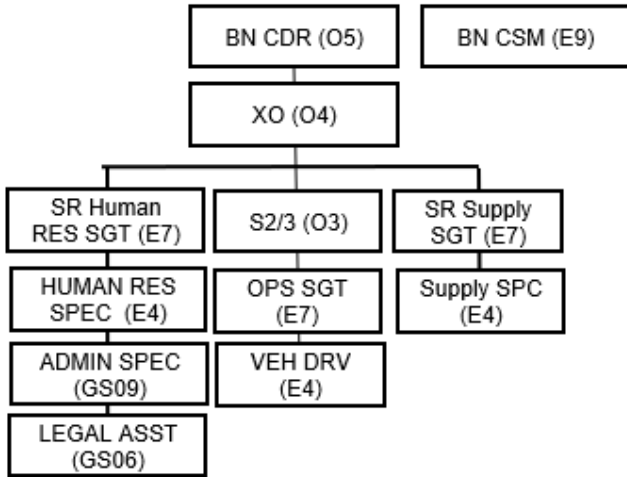 BN CDR (O5)
BN CSM (E9)
XO (O4)
SR Human
RES SGT (E7)
S2/3 (O3)
SR Supply
SGT (E7)
HUMAN RES
SPEC (E4)
OPS SGT
(E7)
Supply SPC
(E4)
ADMIN SPEC
(GS09)
VEH DRV
(E4)
LEGAL ASST
(GS06)